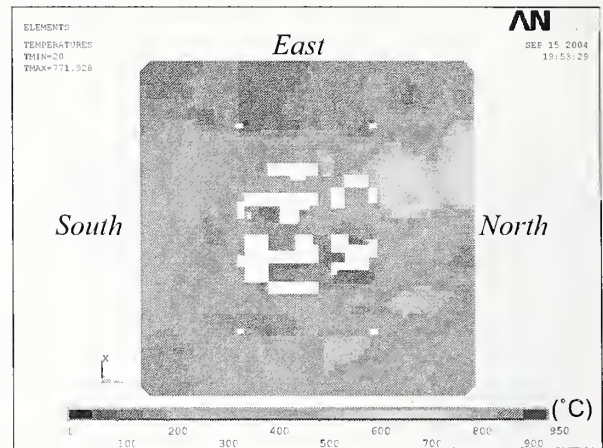 ELEMENTS
TEMPERATURES
TMIN=20
TMAX=771.928
AN
SEP 15 2004
19:53:29
East
South
North
X
(˚C)
200 400 600 800 950
100 300 500 700 900